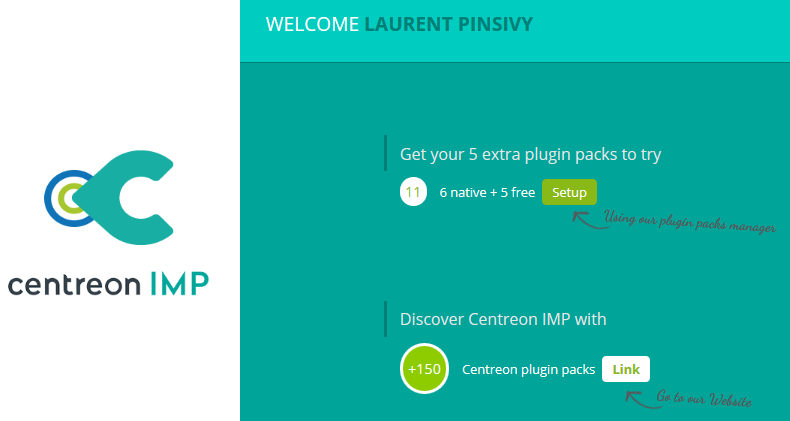 WELCOME LAURENT PINSIVY
centreon IMP
Get your 5 extra plugin packs to try
11 6 native + 5 free Setup
Using our plugin packs manager
Discover Centreon IMP with
+150 Centreon plugin packs Link
Go to our Website